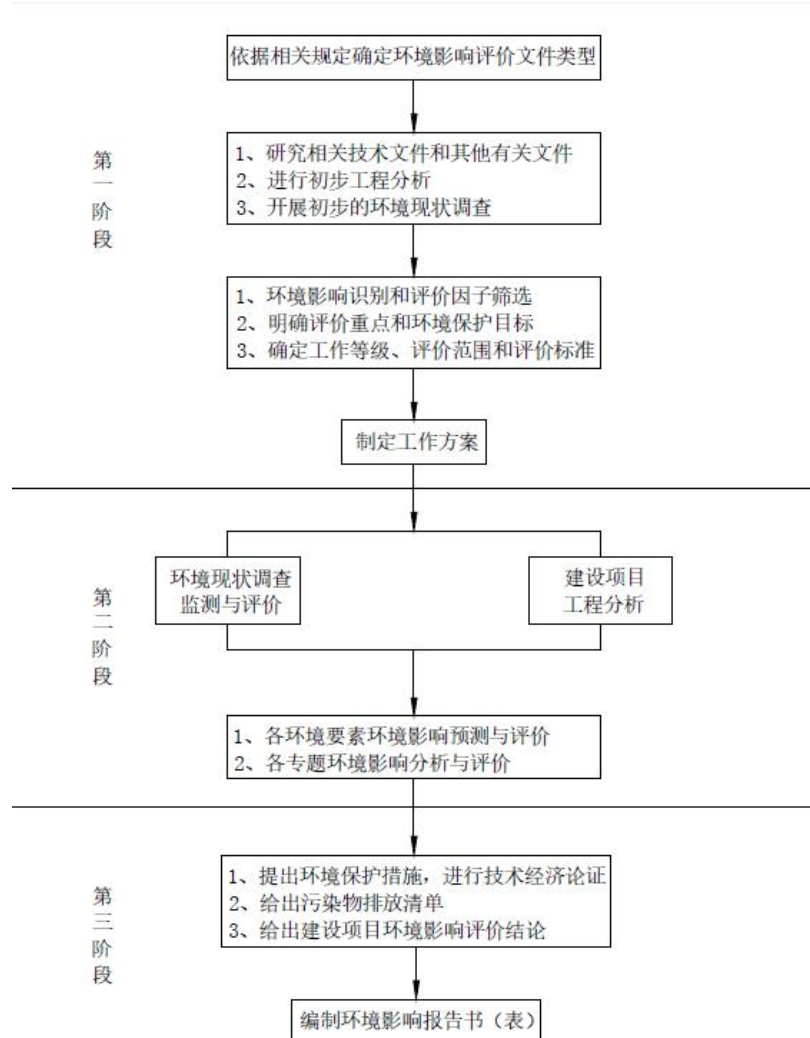 依据相关规定确定环境影响评价文件类型
第一阶段
1、研究相关技术文件和其他有关文件
2、进行初步工程分析
3、开展初步的环境现状调查
1、环境影响识别和评价因子筛选
2、明确评价重点和环境保护目标
3、确定工作等级、评价范围和评价标准
制定工作方案
第二阶段
环境现状调查
监测与评价
建设项目
工程分析
1、各环境要素环境影响预测与评价
2、各专题环境影响分析与评价
第三阶段
1、提出环境保护措施，进行技术经济论证
2、给出污染物排放清单
3、给出建设项目环境影响评价结论
编制环境影响报告书（表）